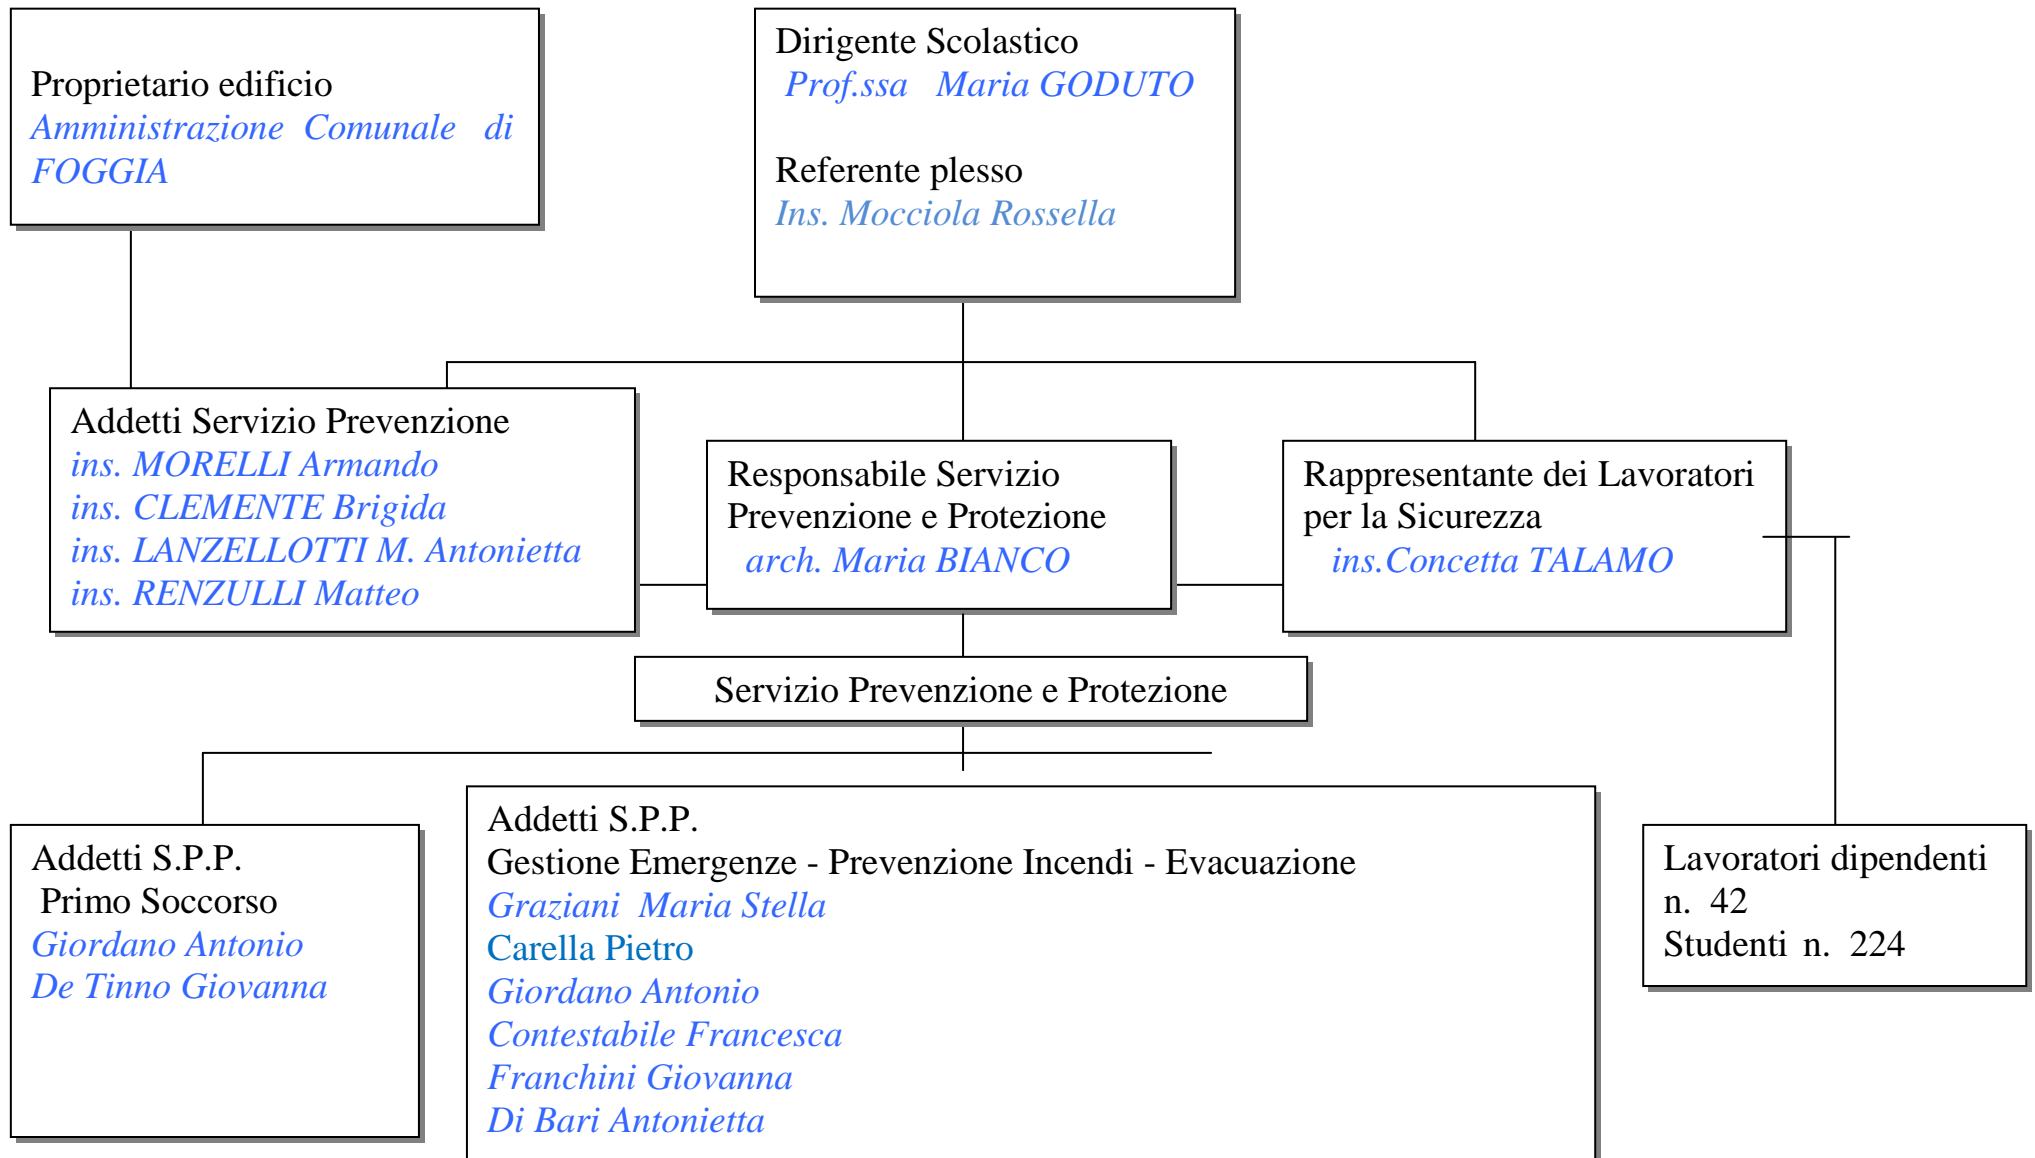 Proprietario edificio
Amministrazione Comunale di
FOGGIA
Dirigente Scolastico
Prof.ssa Maria GODUTO
Referente plesso
Ins. Mocciola Rossella
Addetti Servizio Prevenzione
ins. MORELLI Armando
ins. CLEMENTE Brigida
ins. LANZELLOTTI M. Antonietta
ins. RENZULLI Matteo
Responsabile Servizio
Prevenzione e Protezione
arch. Maria BIANCO
Rappresentante dei Lavoratori
per la Sicurezza
ins.Concetta TALAMO
Servizio Prevenzione e Protezione
Addetti S.P.P.
Primo Soccorso
Giordano Antonio
De Tinno Giovanna
Addetti S.P.P.
Gestione Emergenze - Prevenzione Incendi - Evacuazione
Graziani Maria Stella
Carella Pietro
Giordano Antonio
Contestabile Francesca
Franchini Giovanna
Di Bari Antonietta
Lavoratori dipendenti
n. 42
Studenti n. 224